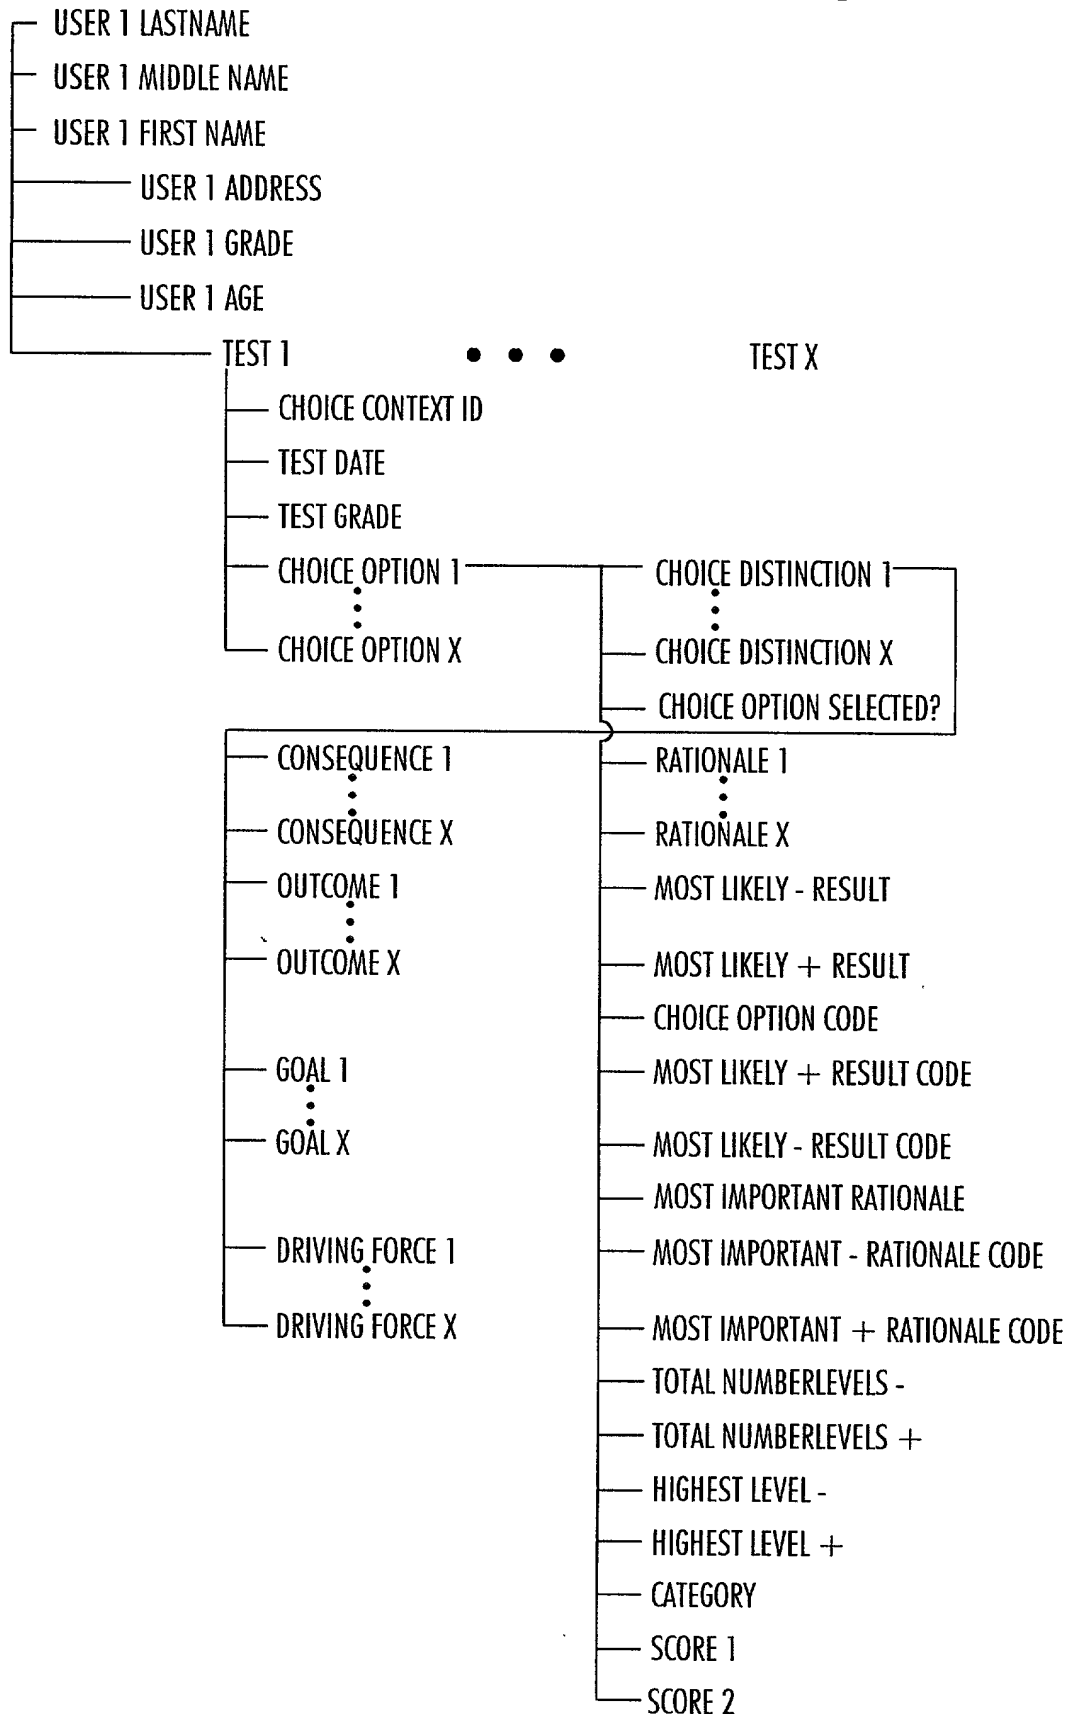 USER 1 LASTNAME
USER 1 MIDDLE NAME
USER 1 FIRST NAME
USER 1 ADDRESS
USER 1 GRADE
USER 1 AGE
TEST 1 • • • TEST X
CHOICE CONTEXT ID
TEST DATE
TEST GRADE
CHOICE OPTION 1
CHOICE OPTION X
CHOICE DISTINCTION 1
CHOICE DISTINCTION X
CHOICE OPTION SELECTED?
CONSEQUENCE 1
CONSEQUENCE X
OUTCOME 1
OUTCOME X
GOAL 1
GOAL X
DRIVING FORCE 1
DRIVING FORCE X
RATIONALE 1
RATIONALE X
MOST LIKELY - RESULT
MOST LIKELY + RESULT
CHOICE OPTION CODE
MOST LIKELY + RESULT CODE
MOST LIKELY - RESULT CODE
MOST IMPORTANT RATIONALE
MOST IMPORTANT - RATIONALE CODE
MOST IMPORTANT + RATIONALE CODE
TOTAL NUMBERLEVELS -
TOTAL NUMBERLEVELS +
HIGHEST LEVEL -
HIGHEST LEVEL +
CATEGORY
SCORE 1
SCORE 2